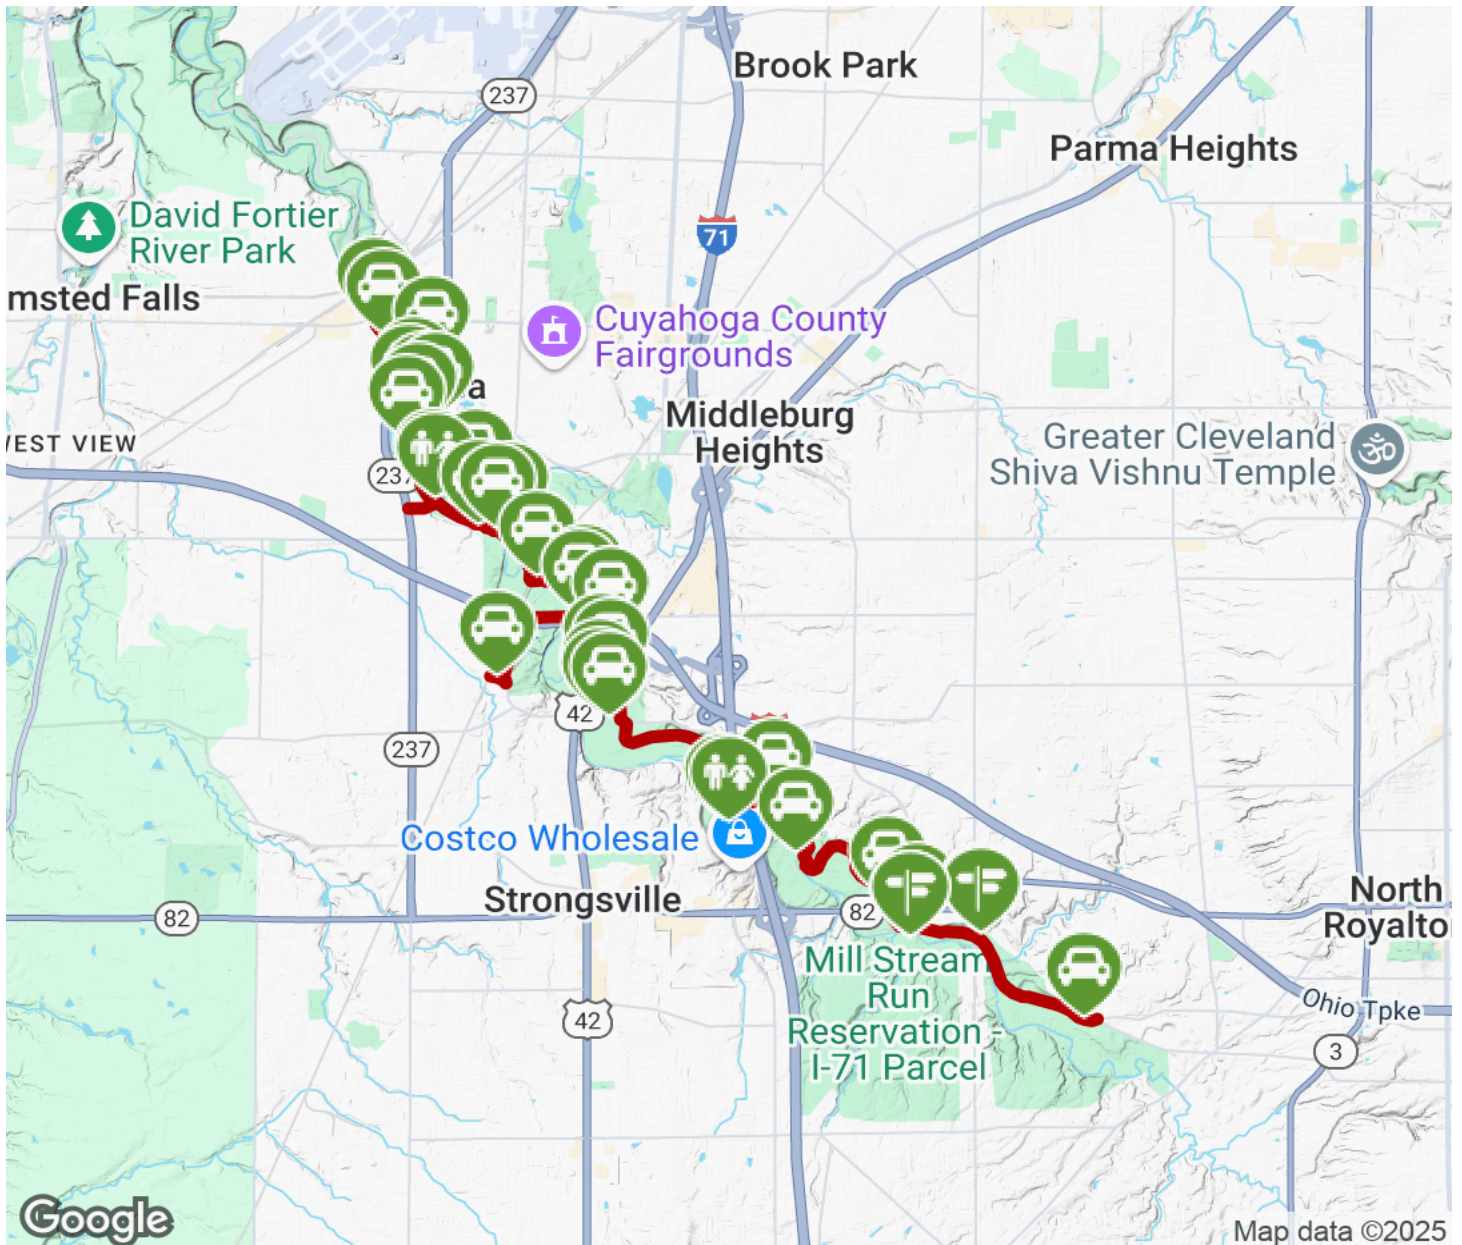 Brook Park
237
Parma Heights
David Fortier
River Park
71
msted Falls
Cuyahoga County
Fairgrounds
a
Middleburg
Heights
WEST VIEW
Greater Cleveland
Shiva Vishnu Temple
237
42
237
Costco Wholesale
Strongsville
82
82
North
Royalto
Mill Stream
Run
Reservation -
I-71 Parcel
Ohio Tpke
42
3
Google
Map data ©2025